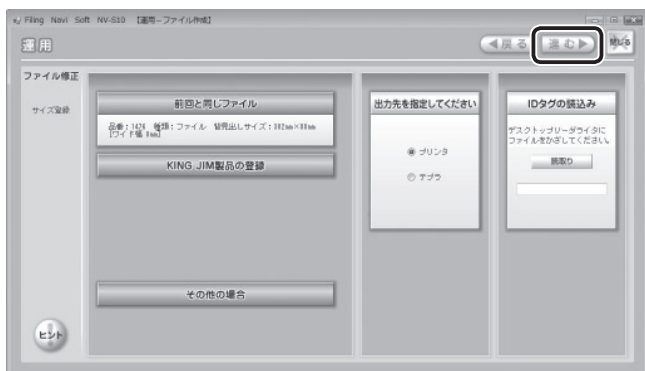 Filing Navi Soft NV-S10 【運用−ファイル作成】
運用
戻る
進む
閉じる
ファイル修正
サイズ登録
前回と同じファイル
品番：1474 種類：ファイル 背見出しサイズ：
KING JIM製品の登録
その他の場合
ヒント
出力先を指定してください
プリンタ
テプラ
IDタグの読込み
デスクトップリーダライタに
ファイルをかざしてください。
読取り